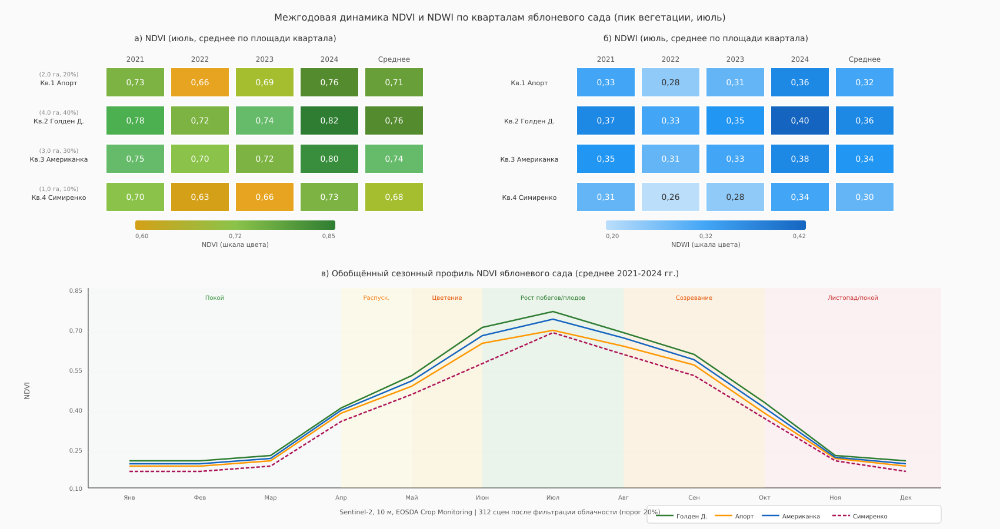 Межгодовая динамика NDVI и NDWI по кварталам яблоневого сада (пик вегетации, июль)
а) NDVI (июль, среднее по площади квартала)
2021 2022 2023 2024 Среднее
(2,0 га, 20%)
Кв.1 Апорт 0,73 0,66 0,69 0,76 0,71
(4,0 га, 40%)
Кв.2 Голден Д. 0,78 0,72 0,74 0,82 0,76
(3,0 га, 30%)
Кв.3 Американка 0,75 0,70 0,72 0,80 0,74
(1,0 га, 10%)
Кв.4 Симиренко 0,70 0,63 0,66 0,73 0,68
0,60 0,72 0,85
NDVI (шкала цвета)
б) NDWI (июль, среднее по площади квартала)
2021 2022 2023 2024 Среднее
Кв.1 Апорт 0,33 0,28 0,31 0,36 0,32
Кв.2 Голден Д. 0,37 0,33 0,35 0,40 0,36
Кв.3 Американка 0,35 0,31 0,33 0,38 0,34
Кв.4 Симиренко 0,31 0,26 0,28 0,34 0,30
0,20 0,32 0,42
NDWI (шкала цвета)
в) Обобщённый сезонный профиль NDVI яблоневого сада (среднее 2021-2024 гг.)
Покой Распуск. Цветение Рост побегов/плодов Созревание Листопад/покой
0,85
0,70
0,55
0,40
0,25
0,10
NDVI
Янв Фев Мар Апр Май Июн Июл Авг Сен Окт Ноя Дек
Sentinel-2, 10 м, EOSDA Crop Monitoring | 312 сцен после фильтрации облачности (порог 20%)
Голден Д. Апорт Американка Симиренко